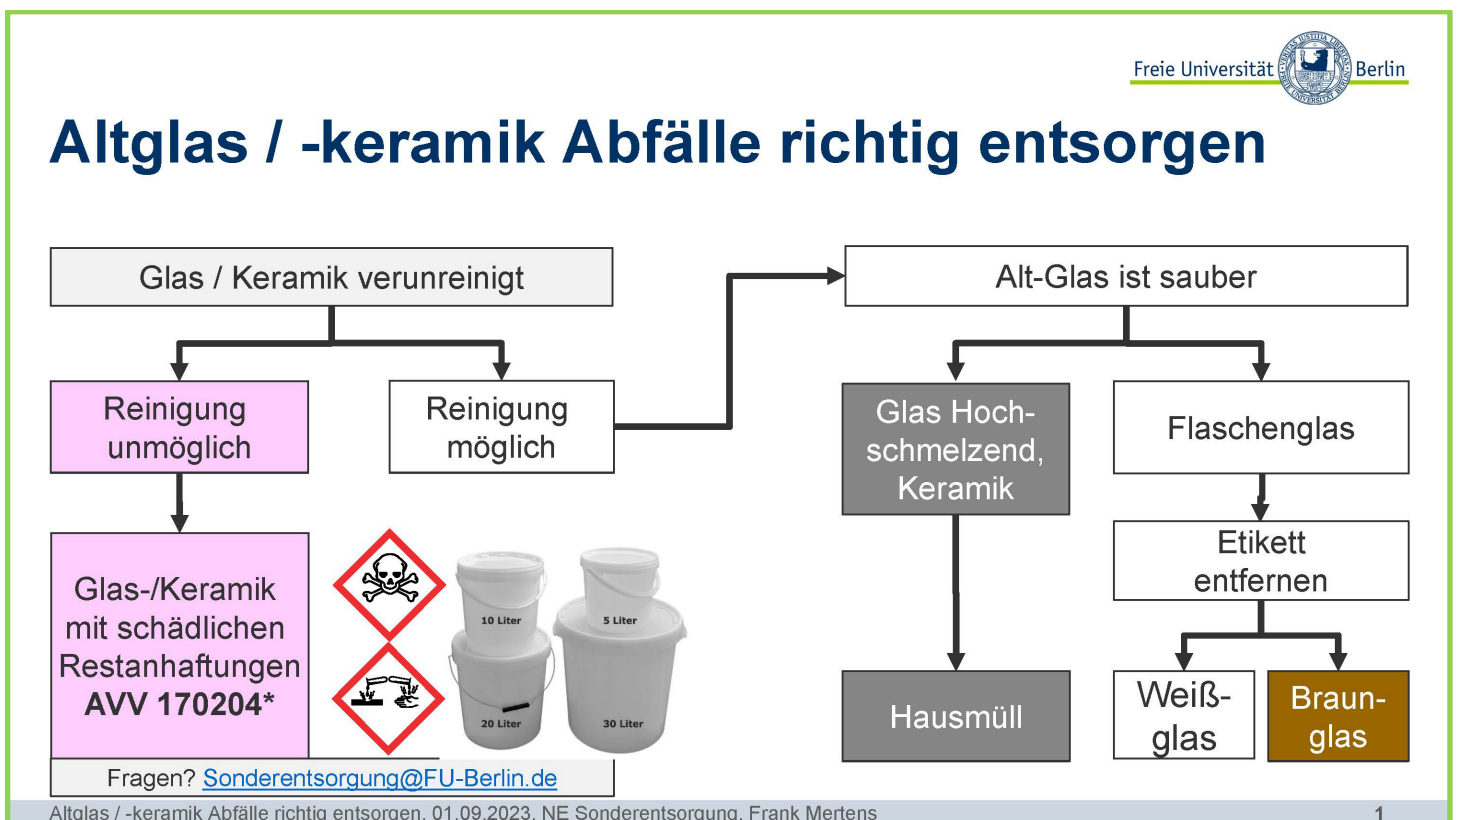 Freie Universität Berlin
Altglas / -keramik Abfälle richtig entsorgen
Glas / Keramik verunreinigt
Reinigung
unmöglich
Reinigung
möglich
Glas-/Keramik
mit schädlichen
Restanhaftungen
AVV 170204*
10 Liter
5 Liter
20 Liter
30 Liter
Fragen? Sonderentsorgung@FU-Berlin.de
Alt-Glas ist sauber
Glas Hoch-
schmelzend,
Keramik
Hausmüll
Flaschenglas
Etikett
entfernen
Weiß-
glas
Braun-
glas
Altglas / -keramik Abfälle richtig entsorgen, 01.09.2023, NE Sonderentsorgung, Frank Mertens
1